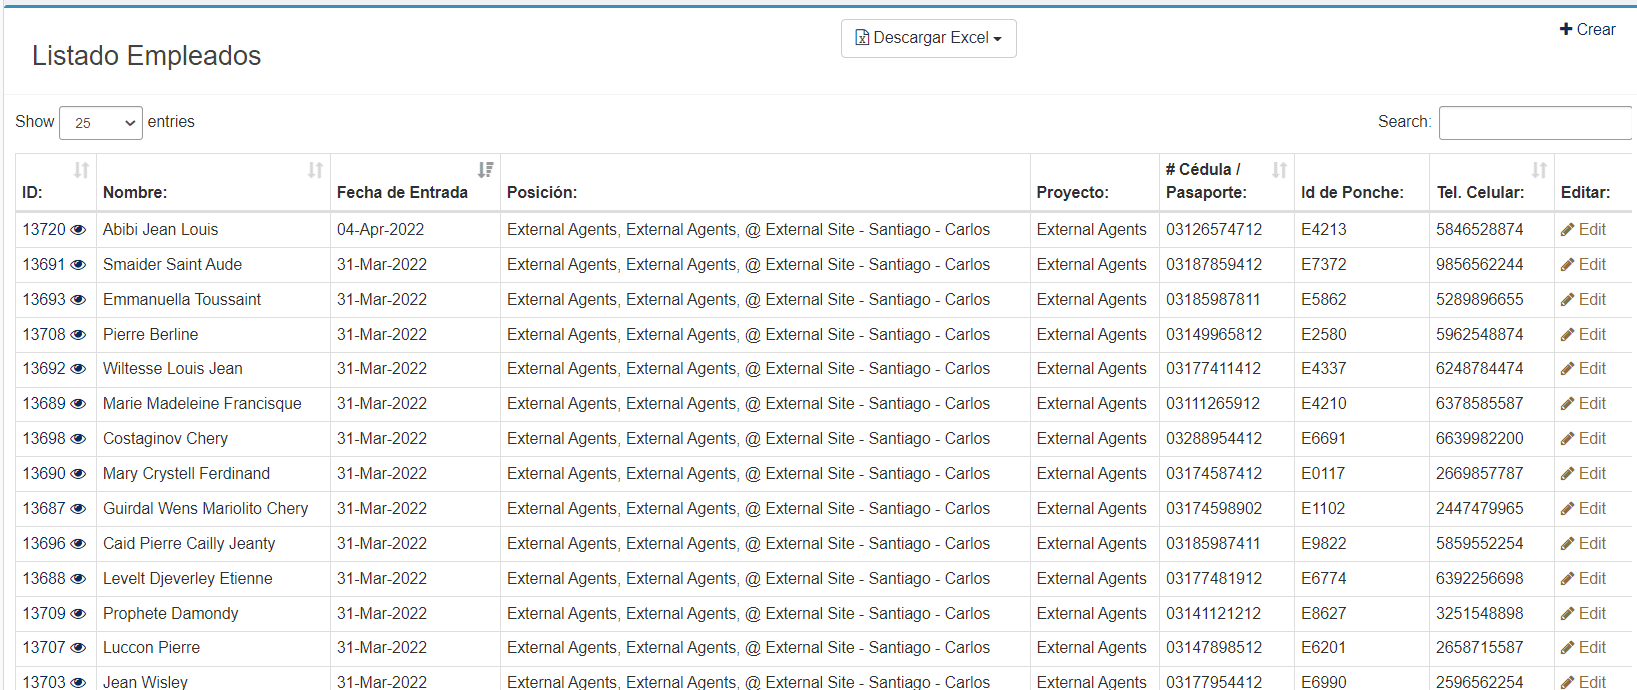 Crear
Descargar Excel
Listado Empleados
Show 25 entries
Search:
ID: Nombre: Fecha de Entrada Posición: Proyecto: # Cédula / Pasaporte: Id de Ponche: Tel. Celular: Editar:
13720 Abibi Jean Louis 04-Apr-2022 External Agents, External Agents, @ External Site - Santiago - Carlos External Agents 03126574712 E4213 5846528874 Edit
13691 Smaider Saint Aude 31-Mar-2022 External Agents, External Agents, @ External Site - Santiago - Carlos External Agents 03187859412 E7372 9856562244 Edit
13693 Emmanuella Toussaint 31-Mar-2022 External Agents, External Agents, @ External Site - Santiago - Carlos External Agents 03185987811 E5862 5289896655 Edit
13708 Pierre Berline 31-Mar-2022 External Agents, External Agents, @ External Site - Santiago - Carlos External Agents 03149965812 E2580 5962548874 Edit
13692 Wiltesse Louis Jean 31-Mar-2022 External Agents, External Agents, @ External Site - Santiago - Carlos External Agents 03177411412 E4337 6248784474 Edit
13689 Marie Madeleine Francisque 31-Mar-2022 External Agents, External Agents, @ External Site - Santiago - Carlos External Agents 03111265912 E4210 6378585587 Edit
13698 Costaginov Chery 31-Mar-2022 External Agents, External Agents, @ External Site - Santiago - Carlos External Agents 03288954412 E6691 6639982200 Edit
13690 Mary Crystell Ferdinand 31-Mar-2022 External Agents, External Agents, @ External Site - Santiago - Carlos External Agents 03174587412 E0117 2669857787 Edit
13687 Guirdal Wens Mariolito Chery 31-Mar-2022 External Agents, External Agents, @ External Site - Santiago - Carlos External Agents 03174598902 E1102 2447479965 Edit
13696 Caid Pierre Cailly Jeanty 31-Mar-2022 External Agents, External Agents, @ External Site - Santiago - Carlos External Agents 03185987411 E9822 5859552254 Edit
13688 Levelt Djeverley Etienne 31-Mar-2022 External Agents, External Agents, @ External Site - Santiago - Carlos External Agents 03177481912 E6774 6392256698 Edit
13709 Prophete Damondy 31-Mar-2022 External Agents, External Agents, @ External Site - Santiago - Carlos External Agents 03141121212 E8627 3251548898 Edit
13707 Luccon Pierre 31-Mar-2022 External Agents, External Agents, @ External Site - Santiago - Carlos External Agents 03147898512 E6201 2658715587 Edit
13703 Jean Wisley 31-Mar-2022 External Agents, External Agents, @ External Site - Santiago - Carlos External Agents 03177954412 E6990 2596562254 Edit